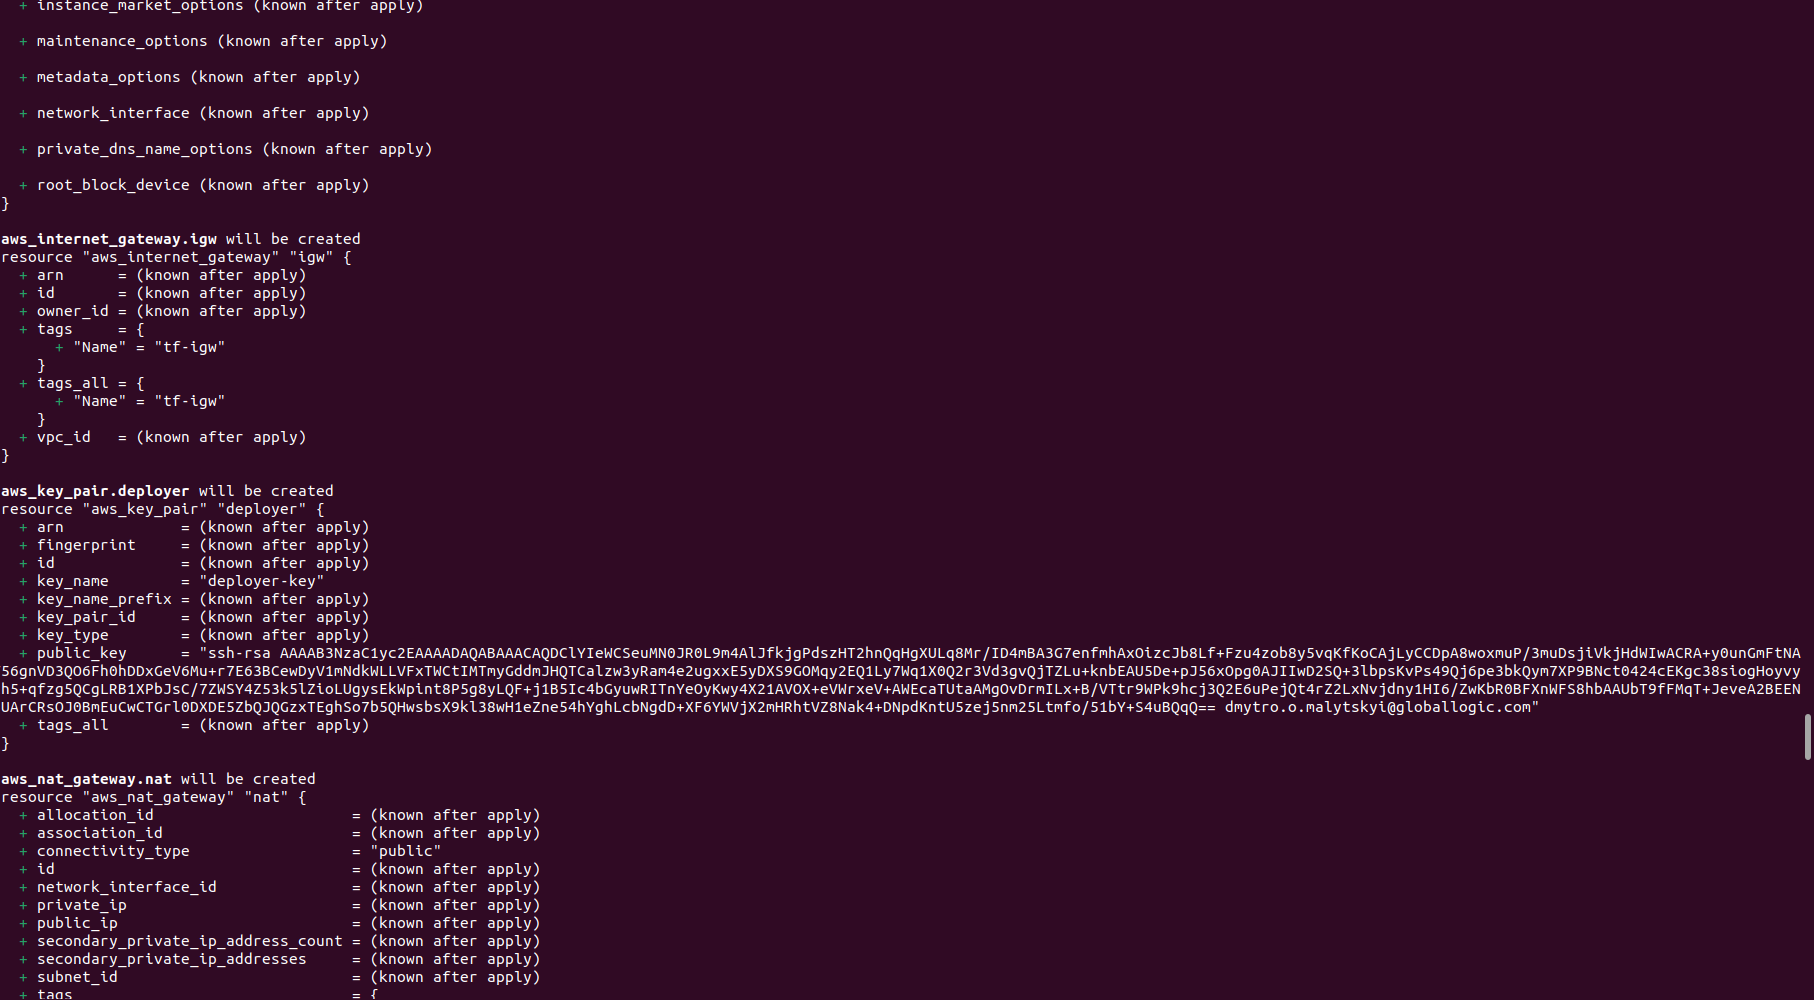 + instance_market_options (known after apply)
+ maintenance_options (known after apply)
+ metadata_options (known after apply)
+ network_interface (known after apply)
+ private_dns_name_options (known after apply)
+ root_block_device (known after apply)
}
aws_internet_gateway.igw will be created
resource "aws_internet_gateway" "igw" {
+ arn      = (known after apply)
+ id       = (known after apply)
+ owner_id = (known after apply)
+ tags     = {
+ "Name" = "tf-igw"
}
+ tags_all = {
+ "Name" = "tf-igw"
}
+ vpc_id   = (known after apply)
}
aws_key_pair.deployer will be created
resource "aws_key_pair" "deployer" {
+ arn             = (known after apply)
+ fingerprint     = (known after apply)
+ id              = (known after apply)
+ key_name        = "deployer-key"
+ key_name_prefix = (known after apply)
+ key_pair_id     = (known after apply)
+ key_type        = (known after apply)
+ public_key      = "ssh-rsa AAAAB3NzaC1yc2EAAAADAQABAAACAQDClYIeWCSeuMN0JR0L9m4AlJfkjgPdszHT2hnQqHgXULq8Mr/ID4mBA3G7enfmhAxOizcJb8Lf+Fzu4zob8y5vqKfKoCAjLyCCDpA8woxmuP/3muDsjiVkjHdWIwACRA+y0unGmFtNA
56gnVD3QO6Fh0hDDxGeV6Mu+r7E63BCewDyV1mNdkWLLVFxTWCtIMTmyGddmJHQTCalzw3yRam4e2ugxxE5yDXS9GOMqy2EQ1Ly7Wq1X0Q2r3Vd3gvQjTZLu+knbEAU5De+pJ56xOpg0AJIIwD2SQ+3lbpsKvPs49Qj6pe3bkQym7XP9BNct0424cEKgc38siogHoyvy
h5+qfzg5QCgLRB1XPbJsC/7ZWSY4Z53k5lZioLUgysEkWpint8P5g8yLQF+j1B5Ic4bGyuwRITnYeOyKwy4X21AVOX+eVWrxeV+AWEcaTUtaAMgOvDrmILx+B/VTtr9WPk9hcj3Q2E6uPejQt4rZ2LxNvjdny1HI6/ZwKbR0BFXnWFS8hbAAUbT9fFMqT+JeveA2BEEN
UArCRsOJ0BmEuCwCTGrl0DXDE5ZbQJQGzxTEghSo7b5QHwsbsX9kl38wH1eZne54hYghLcbNgdD+XF6YWVjX2mHRhtVZ8Nak4+DNpdKntU5zej5nm25Ltmfo/51bY+S4uBQqQ== dmytro.o.malytskyi@globallogic.com"
+ tags_all        = (known after apply)
}
aws_nat_gateway.nat will be created
resource "aws_nat_gateway" "nat" {
+ allocation_id                      = (known after apply)
+ association_id                     = (known after apply)
+ connectivity_type                  = "public"
+ id                                 = (known after apply)
+ network_interface_id               = (known after apply)
+ private_ip                         = (known after apply)
+ public_ip                          = (known after apply)
+ secondary_private_ip_address_count = (known after apply)
+ secondary_private_ip_addresses     = (known after apply)
+ subnet_id                          = (known after apply)
+ tags                               = {